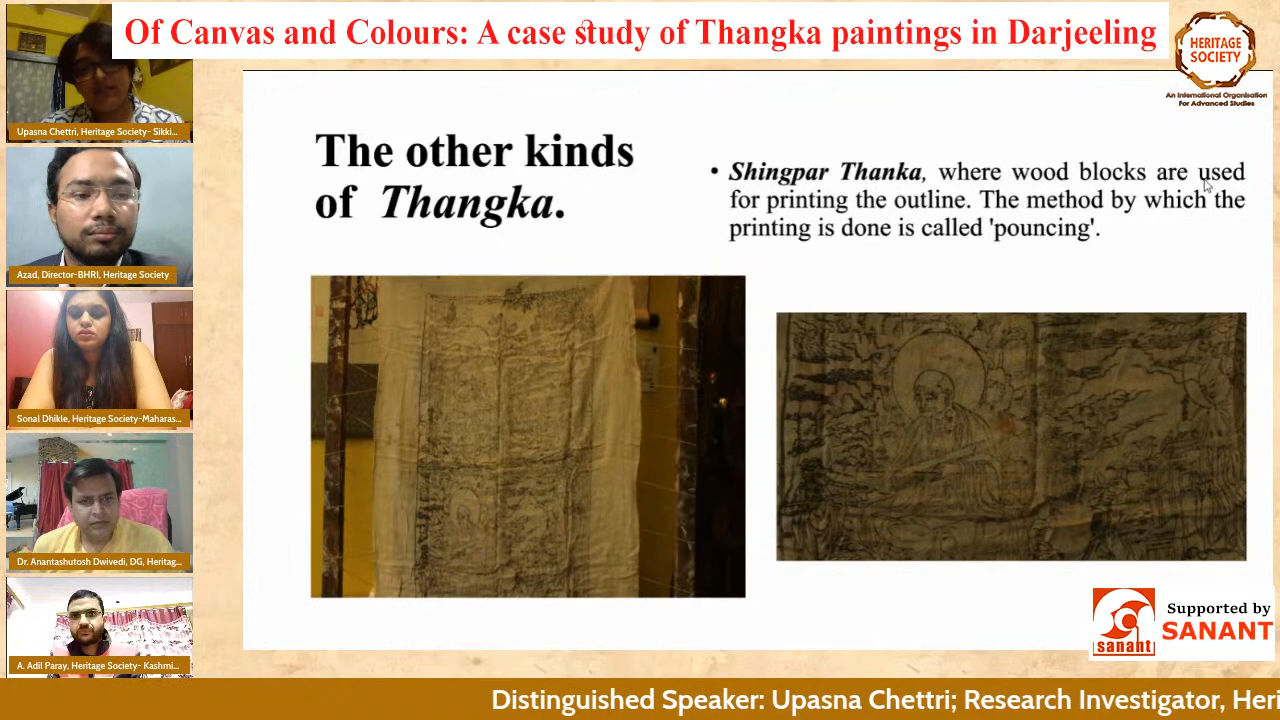 Of Canvas and Colours: A case study of Thangka paintings in Darjeeling
HERITAGE
SOCIETY
An International Organisation
For Advanced Studies
Upasna Chettri, Heritage Society- Sikki...
Azad, Director-BHRI, Heritage Society
Sonal Dhikle, Heritage Society-Maharas...
Dr. Anantashutosh Dwivedi, DG, Heritag...
A. Adil Paray, Heritage Society- Kashmi...
The other kinds
of Thangka.
• Shingpar Thanka, where wood blocks are used
for printing the outline. The method by which the
printing is done is called 'pouncing'.
sanant
Supported by
SANANT
Distinguished Speaker: Upasna Chettri; Research Investigator, Heri